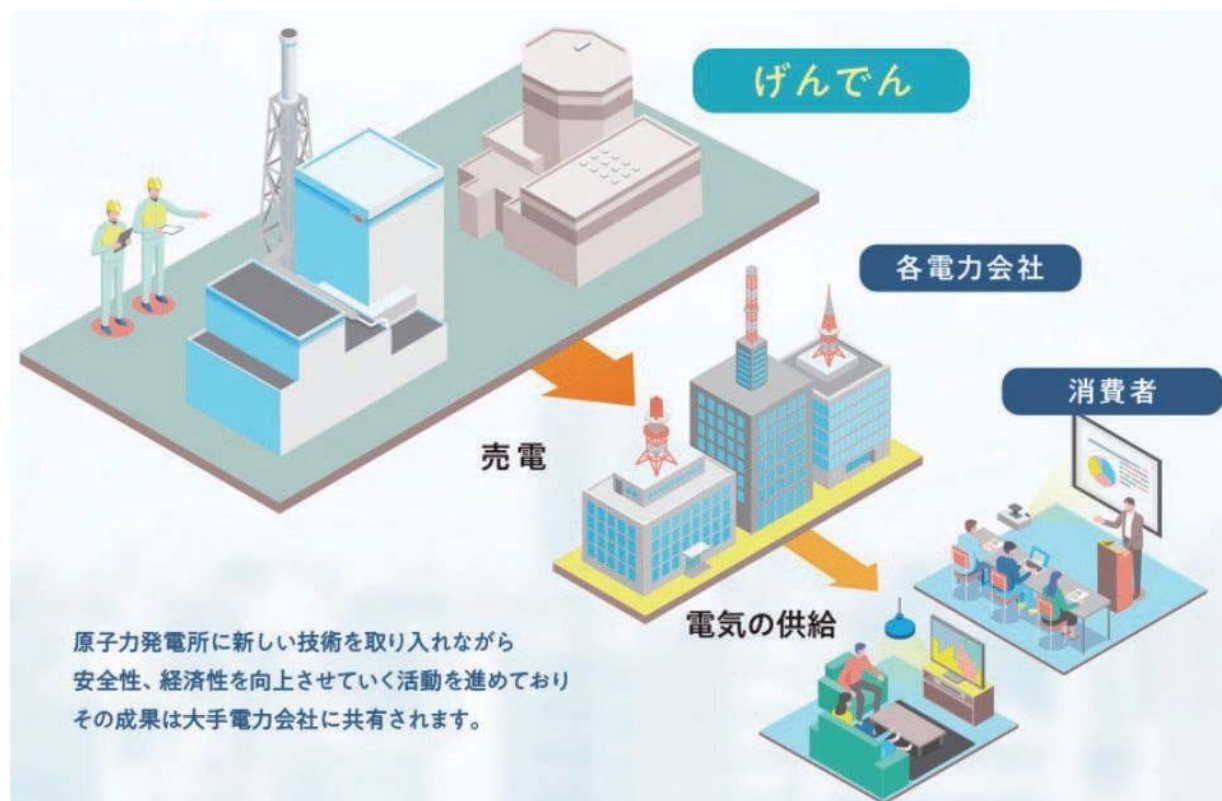 げんでん
各電力会社
消費者
売電
電気の供給
原子力発電所に新しい技術を取り入れながら
安全性、経済性を向上させていく活動を進めており
その成果は大手電力会社に共有されます。